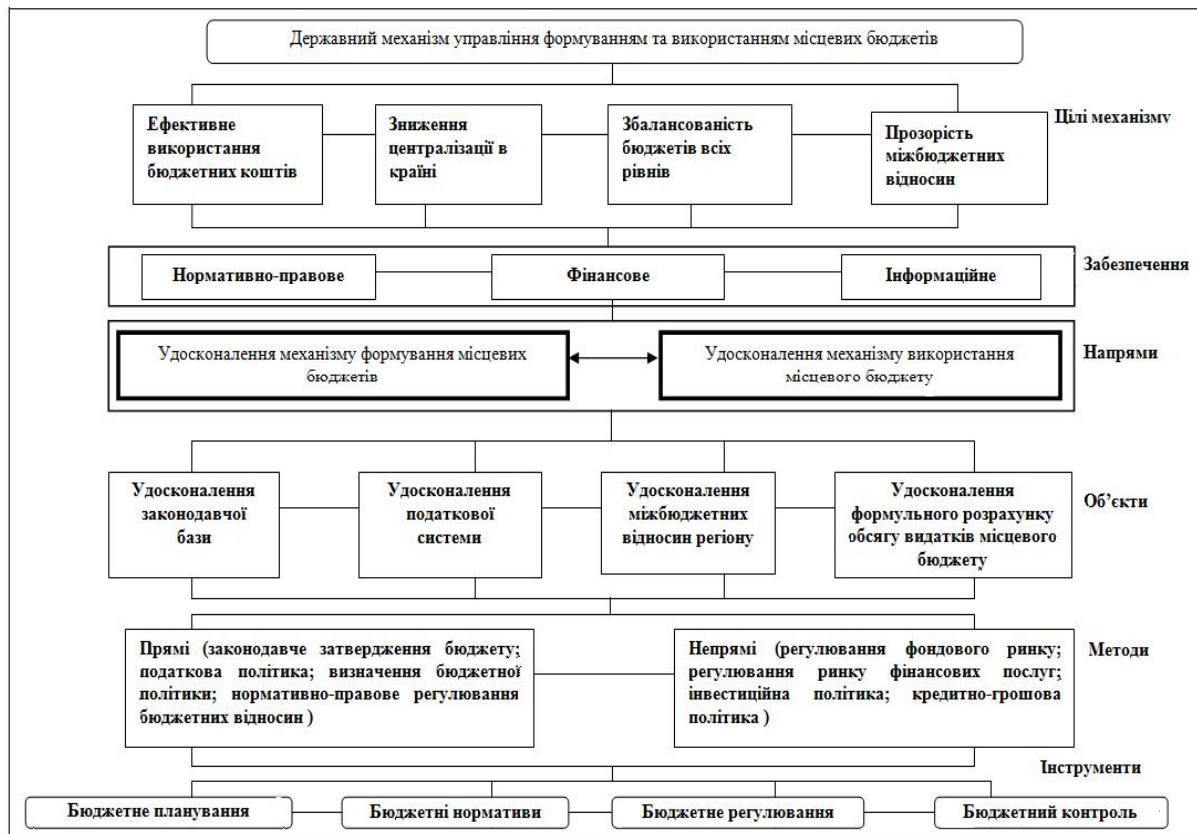 Державний механізм управління формуванням та використанням місцевих бюджетів
Ефективне
використання
бюджетних коштів
Зниження
централізації в
країні
Збалансованість
бюджетів всіх
рівнів
Прозорість
міжбюджетних
відносин
Цілі механізму
Нормативно-правове
Фінансове
Інформаційне
Забезпечення
Удосконалення механізму формування місцевих
бюджетів
Удосконалення механізму використання
місцевого бюджету
Напрями
Удосконалення
законодавчої
бази
Удосконалення
податкової
системи
Удосконалення
міжбюджетних
відносин регіону
Удосконалення
формульного розрахунку
обсягу видатків місцевого
бюджету
Об’єкти
Прямі (законодавче затвердження бюджету;
податкова політика; визначення бюджетної
політики; нормативно-правове регулювання
бюджетних відносин )
Непрямі (регулювання фондового ринку;
регулювання ринку фінансових послуг;
інвестиційна політика; кредитно-грошова
політика )
Методи
Інструменти
Бюджетне планування
Бюджетні нормативи
Бюджетне регулювання
Бюджетний контроль